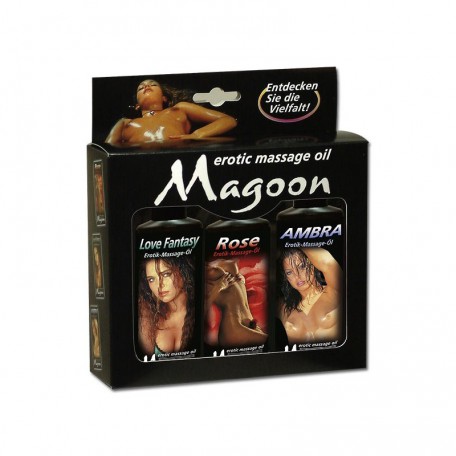 Entdecken
Sie die
Vielfalt!
erotic massage oil
Magoon
Love Fantasy
Erotik-Massage-Öl
Rose
Erotik-Massage-Öl
AMBRA
Erotik-Massage-Öl
erotic massage oil
erotic massage oil
erotic massage oil